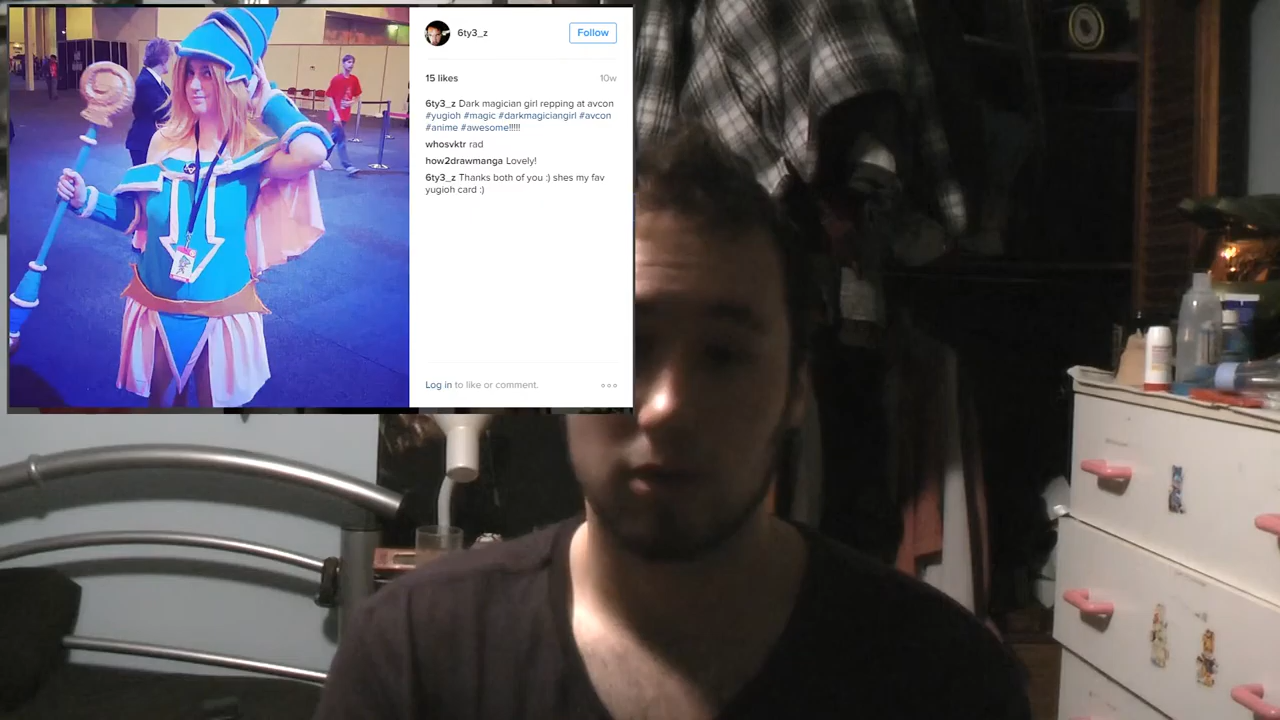 6ty3_z
Follow
15 likes
10w
6ty3_z Dark magician girl repping at avcon
#yugioh #magic #darkmagiciangirl #avcon
#anime #awesome!!!!!
whosvktr rad
how2drawmanga Lovely!
6ty3_z Thanks both of you :) shes my fav
yugioh card :)
Log in to like or comment.